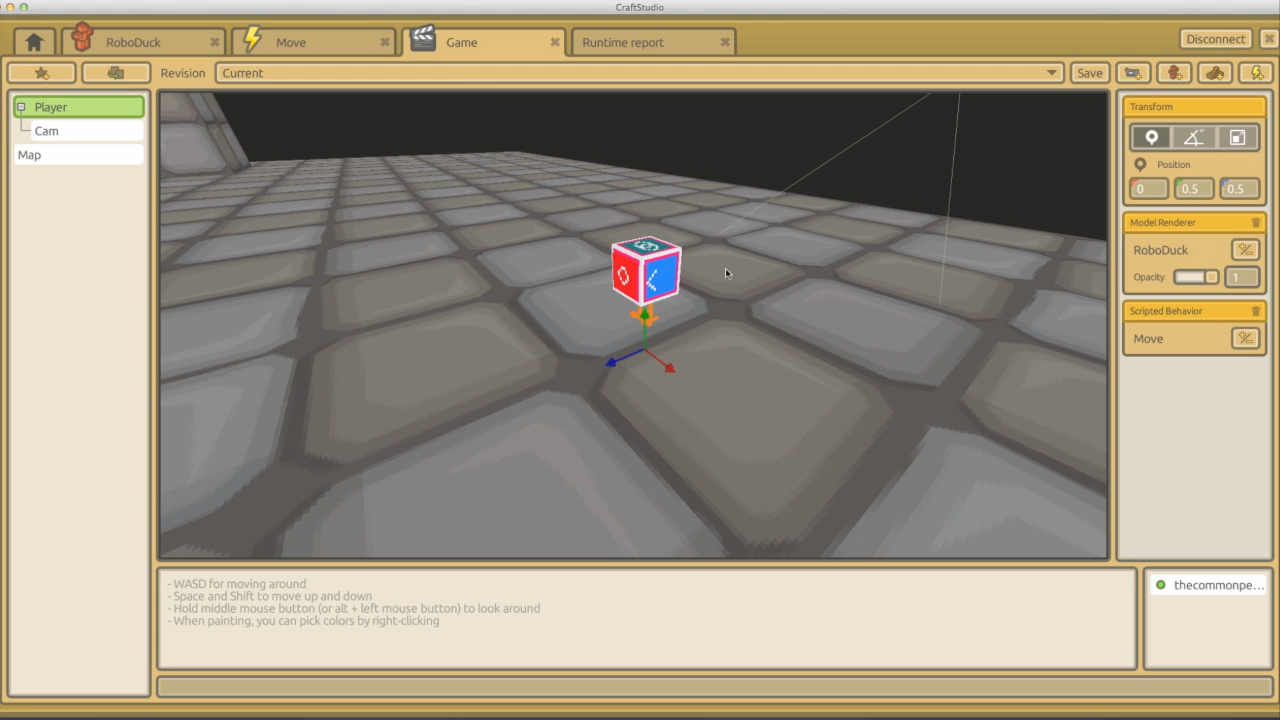 CraftStudio
RoboDuck
Move
Game
Runtime report
Disconnect
Revision
Current
Save
Player
Cam
Map
Transform
Position
0
0.5
0.5
Model Renderer
RoboDuck
Opacity
1
Scripted Behavior
Move
- WASD for moving around
- Space and Shift to move up and down
- Hold middle mouse button (or alt + left mouse button) to look around
- When painting, you can pick colors by right-clicking
thecommonpe...